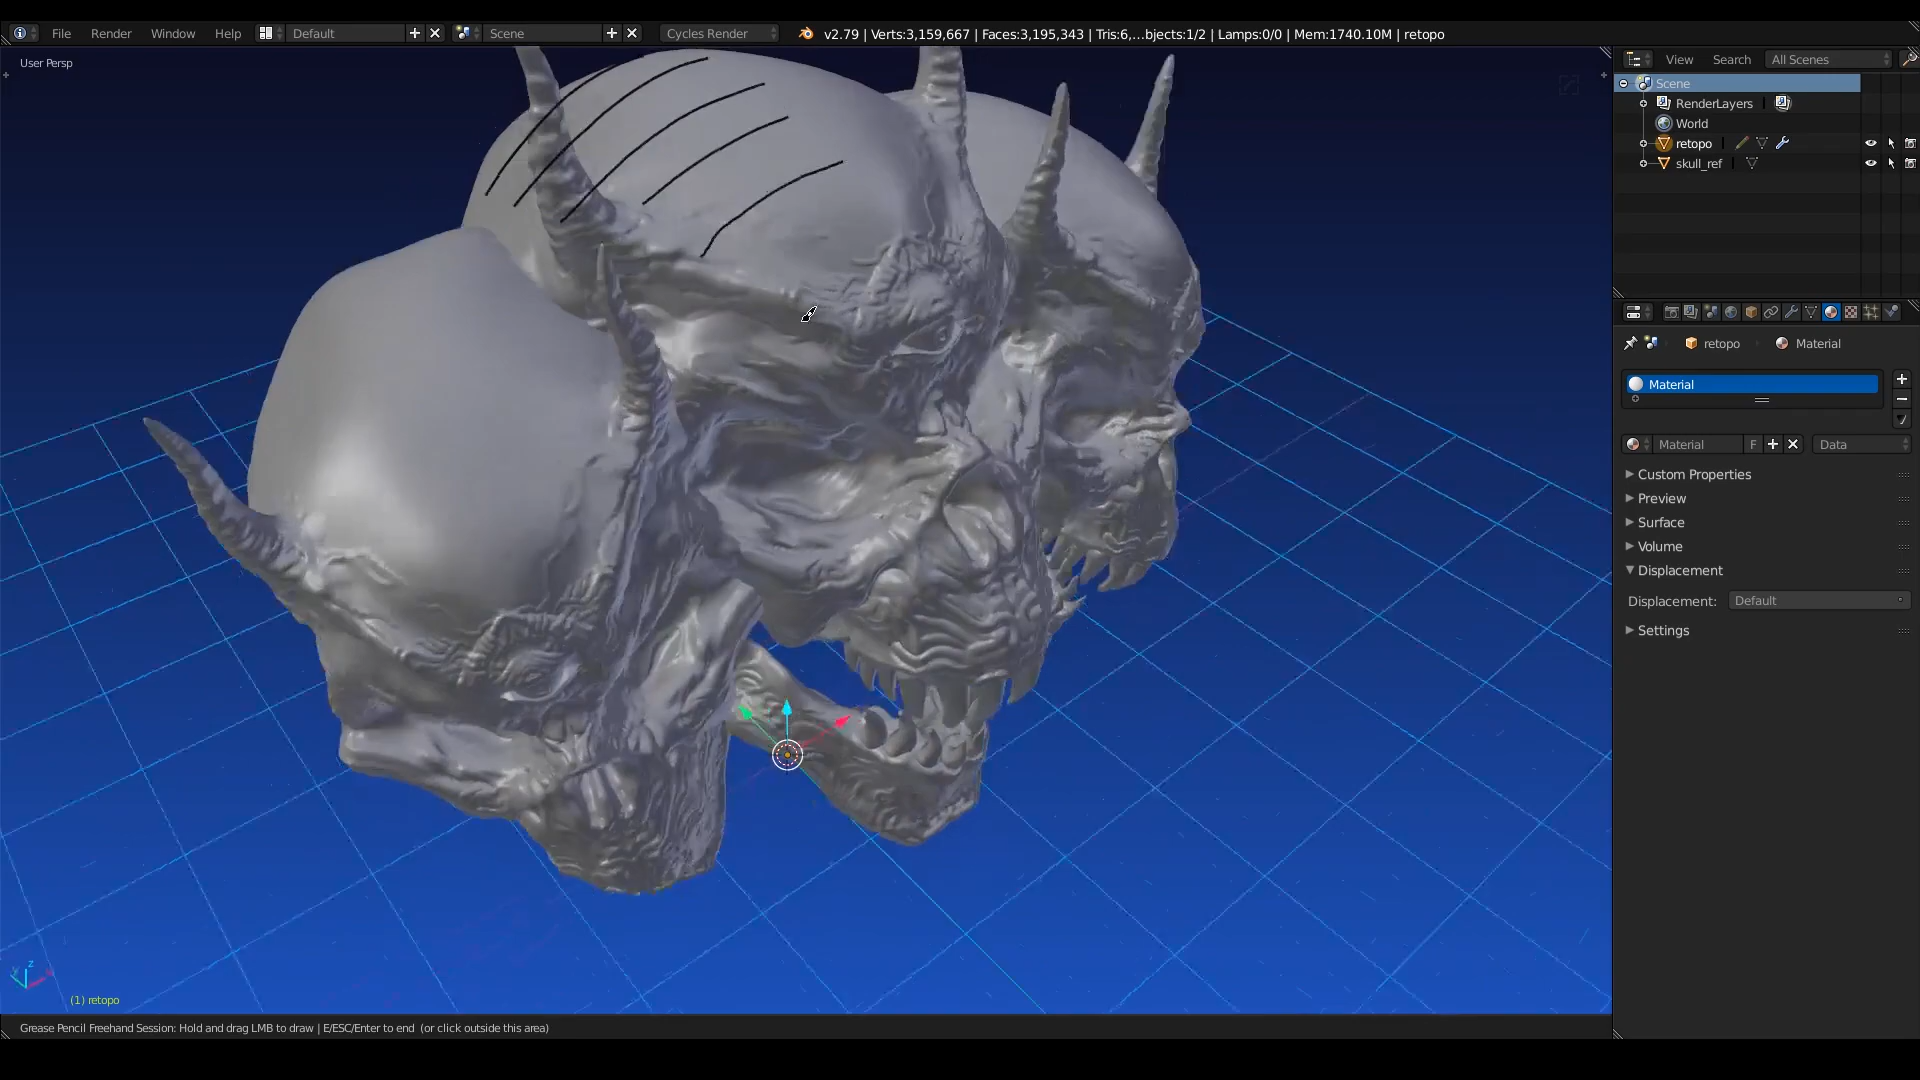 File Render Window Help Default Scene Cycles Render v2.79 | Verts:3,159,667 | Faces:3,195,343 | Tris:6,...bjects:1/2 | Lamps:0/0 | Mem:1740.10M | retopo
User Persp
View Search All Scenes
Scene
RenderLayers
World
retopo
skull_ref
retopo Material
Material
Material F Data
Custom Properties
Preview
Surface
Volume
Displacement
Displacement: Default
Settings
z
y
(1) retopo
Grease Pencil Freehand Session: Hold and drag LMB to draw | E/ESC/Enter to end (or click outside this area)